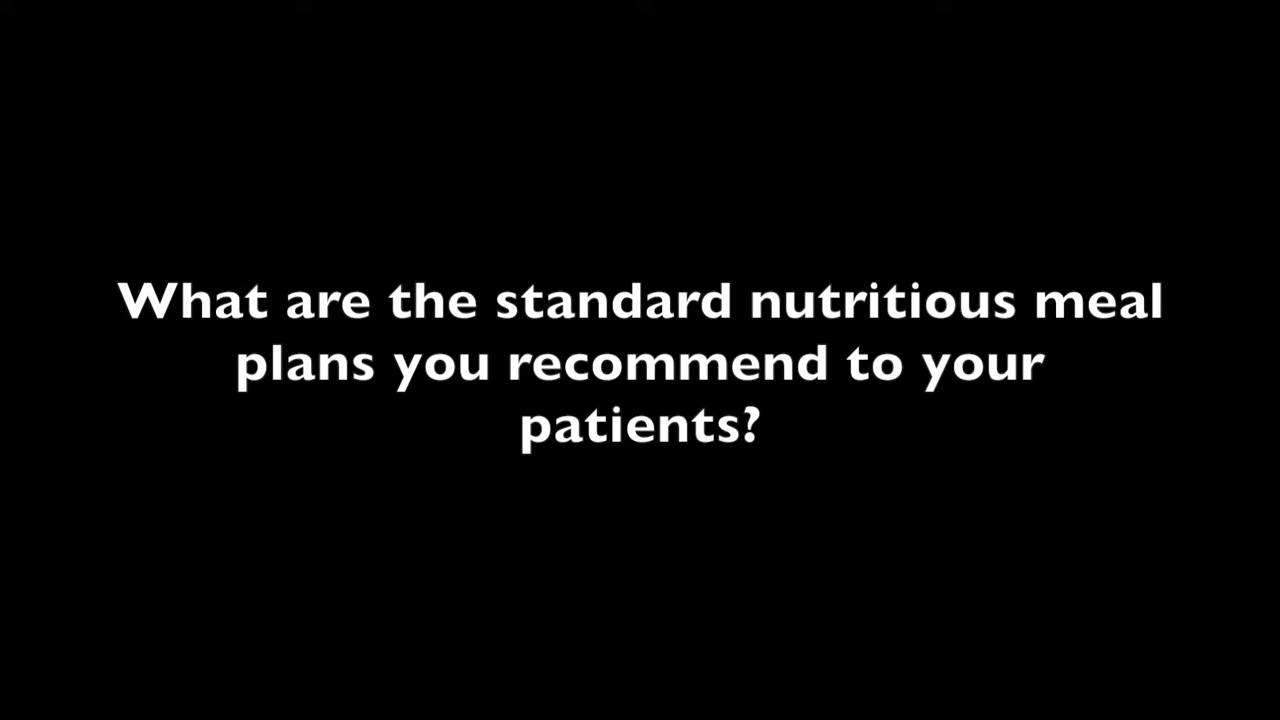 What are the standard nutritious meal
plans you recommend to your
patients?